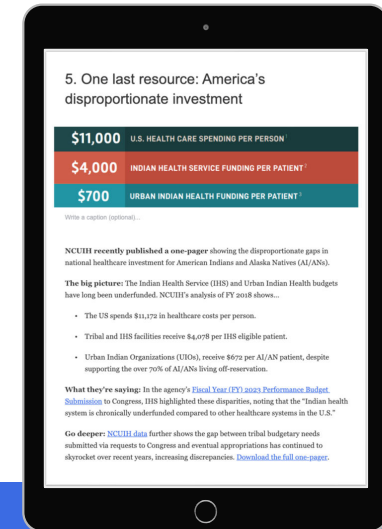 5. One last resource: America's
disproportionate investment
$11,000 U.S. HEALTH CARE SPENDING PER PERSON¹
$4,000 INDIAN HEALTH SERVICE FUNDING PER PATIENT²
$700 URBAN INDIAN HEALTH FUNDING PER PATIENT³
Write a caption (optional)...
NCUIH recently published a one-pager showing the disproportionate gaps in
national healthcare investment for American Indians and Alaska Natives (AI/ANs).
The big picture: The Indian Health Service (IHS) and Urban Indian Health budgets
have long been underfunded. NCUIH's analysis of FY 2018 shows...
• The US spends $11,172 in healthcare costs per person.
• Tribal and IHS facilities receive $4,078 per IHS eligible patient.
• Urban Indian Organizations (UIOs), receive $672 per AI/AN patient, despite
supporting the over 70% of AI/ANs living off-reservation.
What they're saying: In the agency's Fiscal Year (FY) 2023 Performance Budget
Submission to Congress, IHS highlighted these disparities, noting that the "Indian health
system is chronically underfunded compared to other healthcare systems in the U.S."
Go deeper: NCUIH data further shows the gap between tribal budgetary needs
submitted via requests to Congress and eventual appropriations has continued to
skyrocket over recent years, increasing discrepancies. Download the full one-pager.